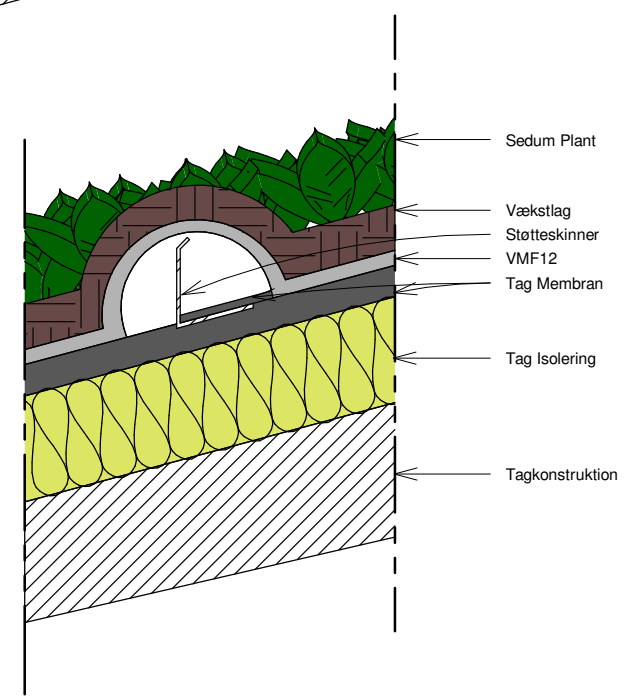 Sedum Plant
Vækstlag
Støtteskinner
VMF12
Tag Membran
Tag Isolering
Tagkonstruktion